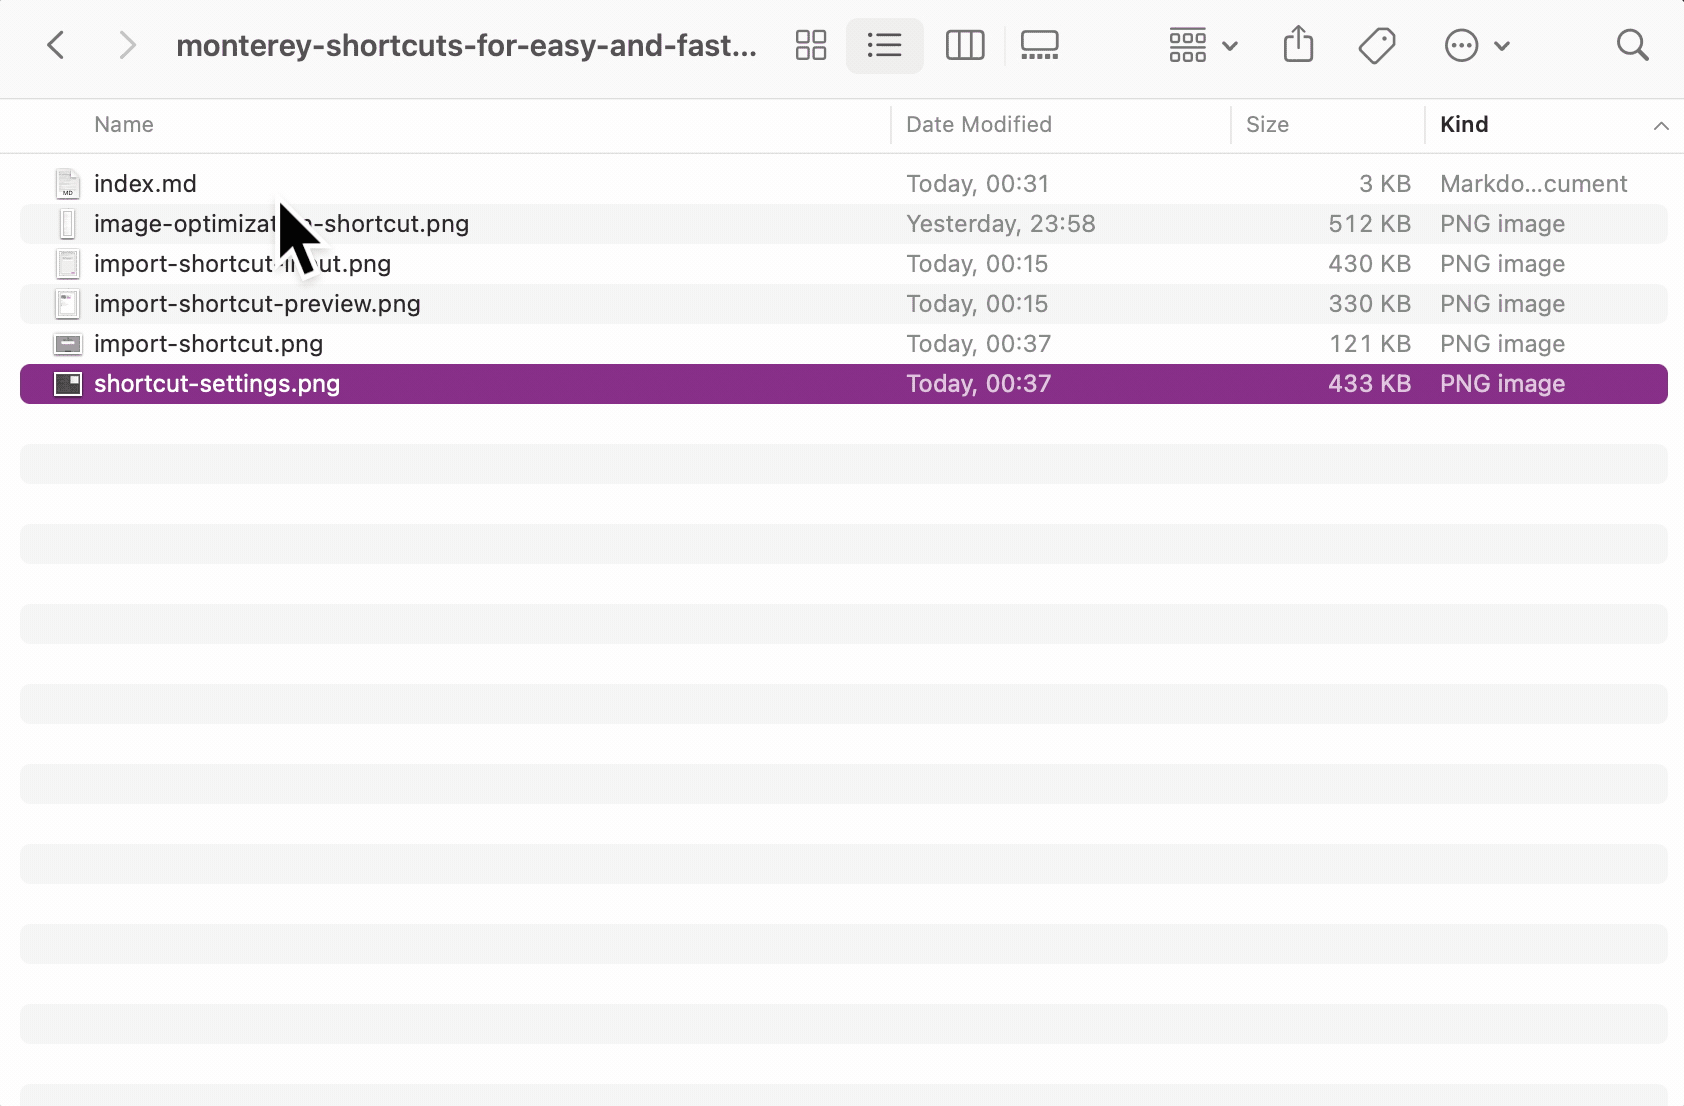 monterey-shortcuts-for-easy-and-fast...
Name Date Modified Size Kind
MD index.md Today, 00:31 3 KB Markdo...cument
image-optimizat n-shortcut.png Yesterday, 23:58 512 KB PNG image
import-shortcut ut.png Today, 00:15 430 KB PNG image
import-shortcut-preview.png Today, 00:15 330 KB PNG image
import-shortcut.png Today, 00:37 121 KB PNG image
shortcut-settings.png Today, 00:37 433 KB PNG image